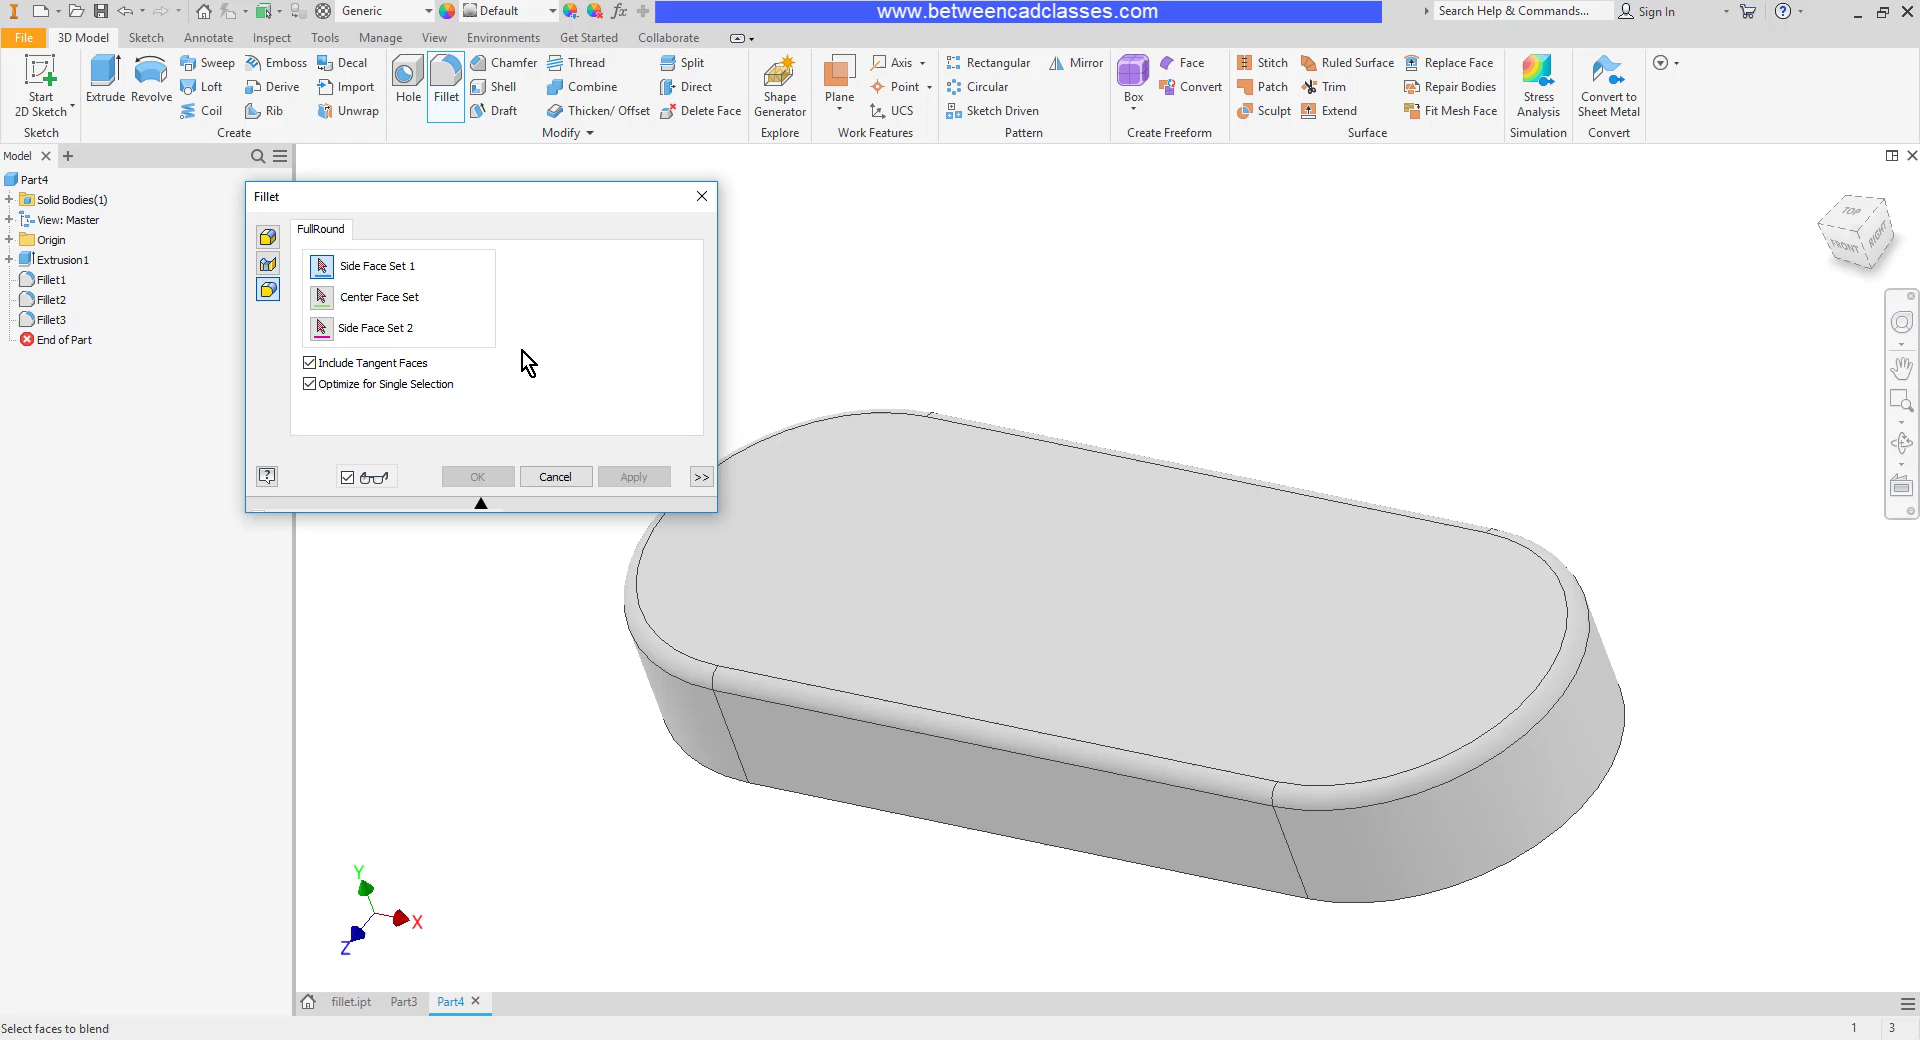 Generic
Default
www.betweencadclasses.com
Search Help & Commands...
Sign In
File
3D Model
Sketch
Annotate
Inspect
Tools
Manage
View
Environments
Get Started
Collaborate
Start
2D Sketch
Sketch
Extrude
Revolve
Sweep
Loft
Coil
Emboss
Derive
Rib
Decal
Import
Unwrap
Create
Hole
Fillet
Chamfer
Shell
Draft
Thread
Combine
Thicken/ Offset
Split
Direct
Delete Face
Modify
Shape
Generator
Explore
Plane
Axis
Point
UCS
Work Features
Rectangular
Circular
Sketch Driven
Mirror
Pattern
Box
Face
Convert
Create Freeform
Stitch
Patch
Sculpt
Ruled Surface
Trim
Extend
Replace Face
Repair Bodies
Fit Mesh Face
Surface
Stress
Analysis
Simulation
Convert to
Sheet Metal
Convert
Model
Part4
Solid Bodies(1)
View: Master
Origin
Extrusion1
Fillet1
Fillet2
Fillet3
End of Part
Fillet
FullRound
Side Face Set 1
Center Face Set
Side Face Set 2
Include Tangent Faces
Optimize for Single Selection
OK
Cancel
Apply
>>
TOP
FRONT
RIGHT
Y
X
Z
fillet.ipt
Part3
Part4
Select faces to blend
1
3